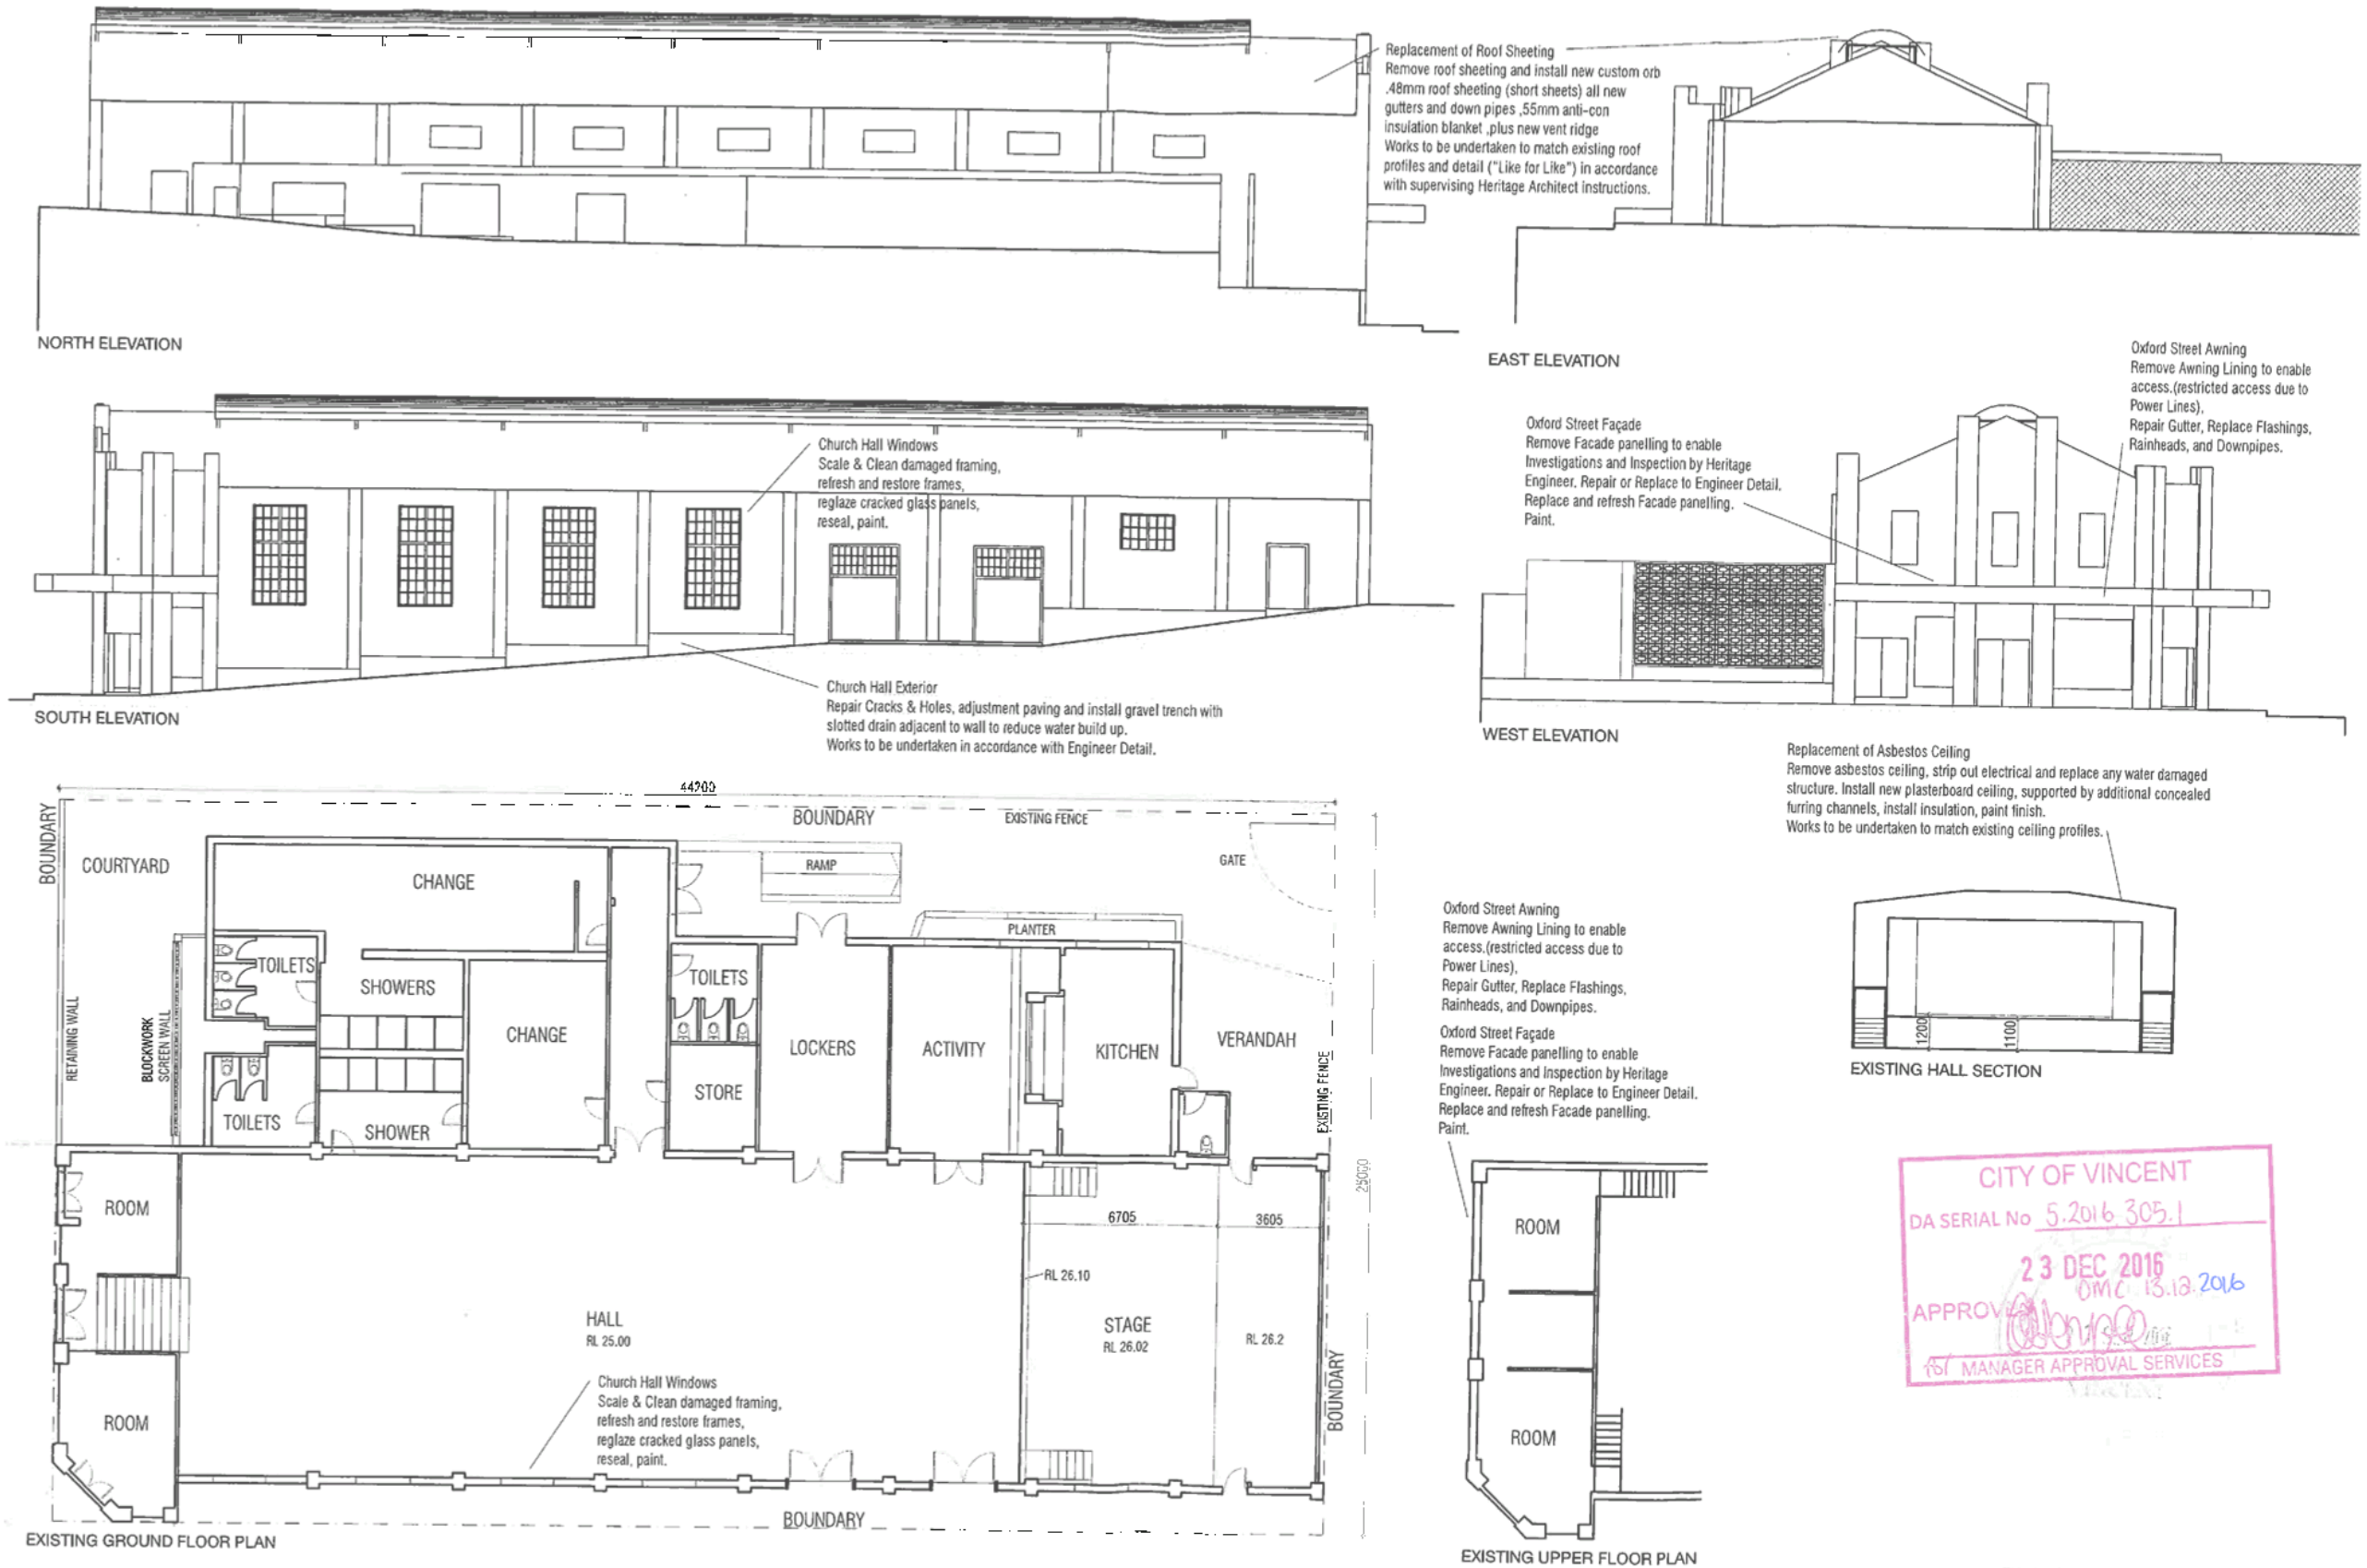 Replacement of Roof Sheeting
Remove roof sheeting and install new custom orb
.48mm roof sheeting (short sheets) all new
gutters and down pipes ,55mm anti-con
insulation blanket ,plus new vent ridge
Works to be undertaken to match existing roof
profiles and detail ("Like for Like") in accordance
with supervising Heritage Architect instructions.
NORTH ELEVATION
EAST ELEVATION
Oxford Street Awning
Remove Awning Lining to enable
access.(restricted access due to
Power Lines),
Repair Gutter, Replace Flashings,
Rainheads, and Downpipes.
Oxford Street Façade
Remove Facade panelling to enable
Investigations and Inspection by Heritage
Engineer, Repair or Replace to Engineer Detail.
Replace and refresh Facade panelling.
Paint.
Church Hall Windows
Scale & Clean damaged framing,
refresh and restore frames,
reglaze cracked glass panels,
reseal, paint.
Church Hall Exterior
Repair Cracks & Holes, adjustment paving and install gravel trench with
slotted drain adjacent to wall to reduce water build up.
Works to be undertaken in accordance with Engineer Detail.
SOUTH ELEVATION
WEST ELEVATION
Replacement of Asbestos Ceiling
Remove asbestos ceiling, strip out electrical and replace any water damaged
structure. Install new plasterboard ceiling, supported by additional concealed
furring channels, install insulation, paint finish.
Works to be undertaken to match existing ceiling profiles.
44200
BOUNDARY
BOUNDARY
EXISTING FENCE
COURTYARD
CHANGE
RAMP
GATE
PLANTER
TOILETS
SHOWERS
TOILETS
RETAINING WALL
BLOCKWORK
SCREEN WALL
CHANGE
LOCKERS
ACTIVITY
KITCHEN
VERANDAH
EXISTING FENCE
STORE
TOILETS
SHOWER
25000
ROOM
6705
3605
RL 26.10
HALL
RL 25.00
STAGE
RL 26.02
RL 26.2
BOUNDARY
Church Hall Windows
Scale & Clean damaged framing,
refresh and restore frames,
reglaze cracked glass panels,
reseal, paint.
ROOM
BOUNDARY
EXISTING GROUND FLOOR PLAN
Oxford Street Awning
Remove Awning Lining to enable
access.(restricted access due to
Power Lines),
Repair Gutter, Replace Flashings,
Rainheads, and Downpipes.
Oxford Street Façade
Remove Facade panelling to enable
Investigations and Inspection by Heritage
Engineer. Repair or Replace to Engineer Detail.
Replace and refresh Facade panelling.
Paint.
1200
1100
EXISTING HALL SECTION
ROOM
ROOM
EXISTING UPPER FLOOR PLAN
CITY OF VINCENT
DA SERIAL No 5.2016.305.1
23 DEC 2016
OMC 13.12.2016
for MANAGER APPROVAL SERVICES